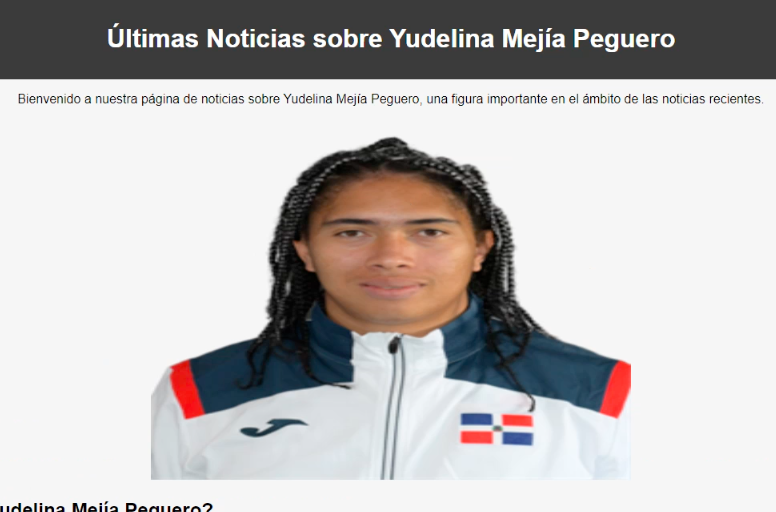 Últimas Noticias sobre Yudelina Mejía Peguero
Bienvenido a nuestra página de noticias sobre Yudelina Mejía Peguero, una figura importante en el ámbito de las noticias recientes.
udelina Mejía Peguero?